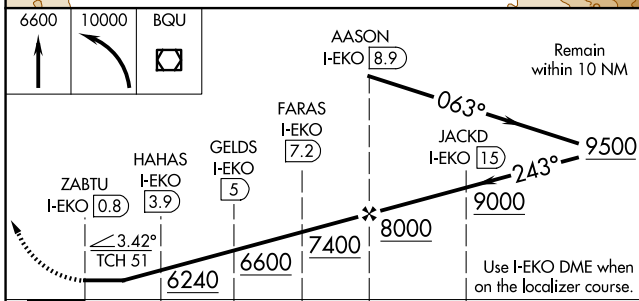 6600
10000
BQU
AASON
I-EKO 8.9
Remain
within 10 NM
063°
FARAS
I-EKO
7.2
JACKD
I-EKO 15
9500
GELDS
I-EKO
5
HAHAS
I-EKO
3.9
243°
ZABTU
I-EKO 0.8
9000
8000
7400
3.42°
TCH 51
6600
6240
Use I-EKO DME when
on the localizer course.